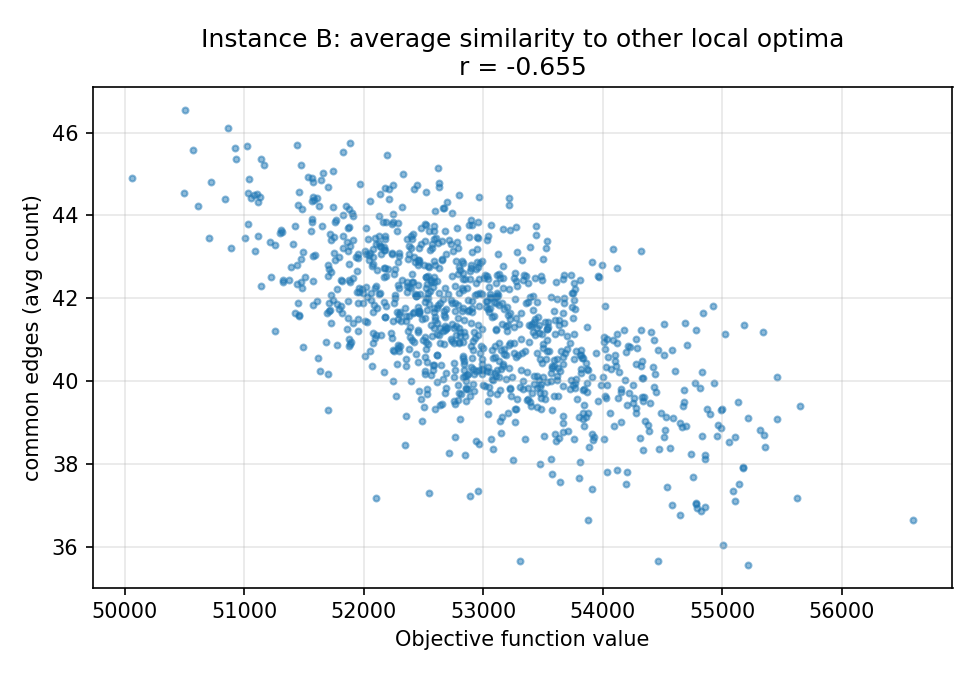 Instance B: average similarity to other local optima
r = -0.655
common edges (avg count)
46
44
42
40
38
36
50000 51000 52000 53000 54000 55000 56000
Objective function value